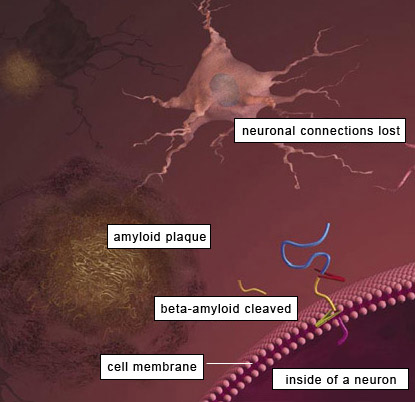 neuronal connections lost
amyloid plaque
beta-amyloid cleaved
cell membrane
inside of a neuron